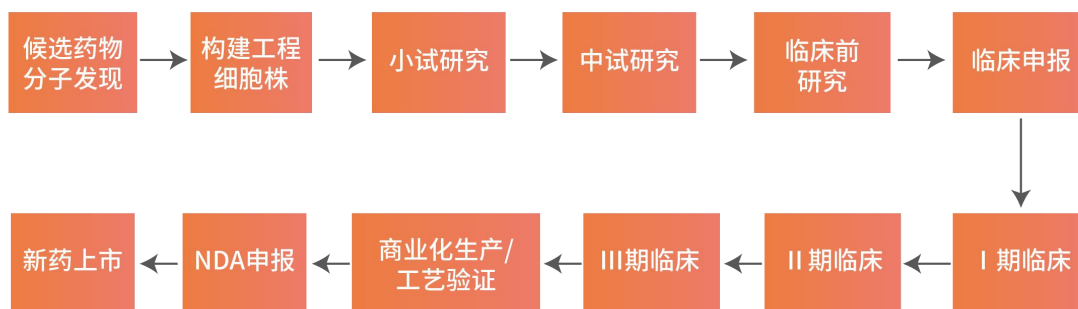 候选药物
分子发现
构建工程
细胞株
小试研究
中试研究
临床前
研究
临床申报
I 期临床
II 期临床
III期临床
商业化生产/
工艺验证
NDA申报
新药上市